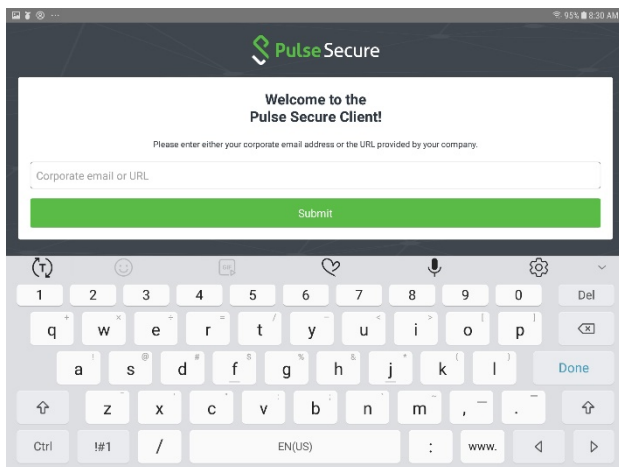 95% 8:30 AM
Pulse Secure
Welcome to the
Pulse Secure Client!
Please enter either your corporate email address or the URL provided by your company.
Corporate email or URL
Submit
1 2 3 4 5 6 7 8 9 0 Del
q + w × e ÷ r = t / y _ u < i > o [ p ]
a ! s @ d # f $ g % h & j * k ( l ) Done
z x c v b n m , .
Ctrl !#1 / EN(US) : www.